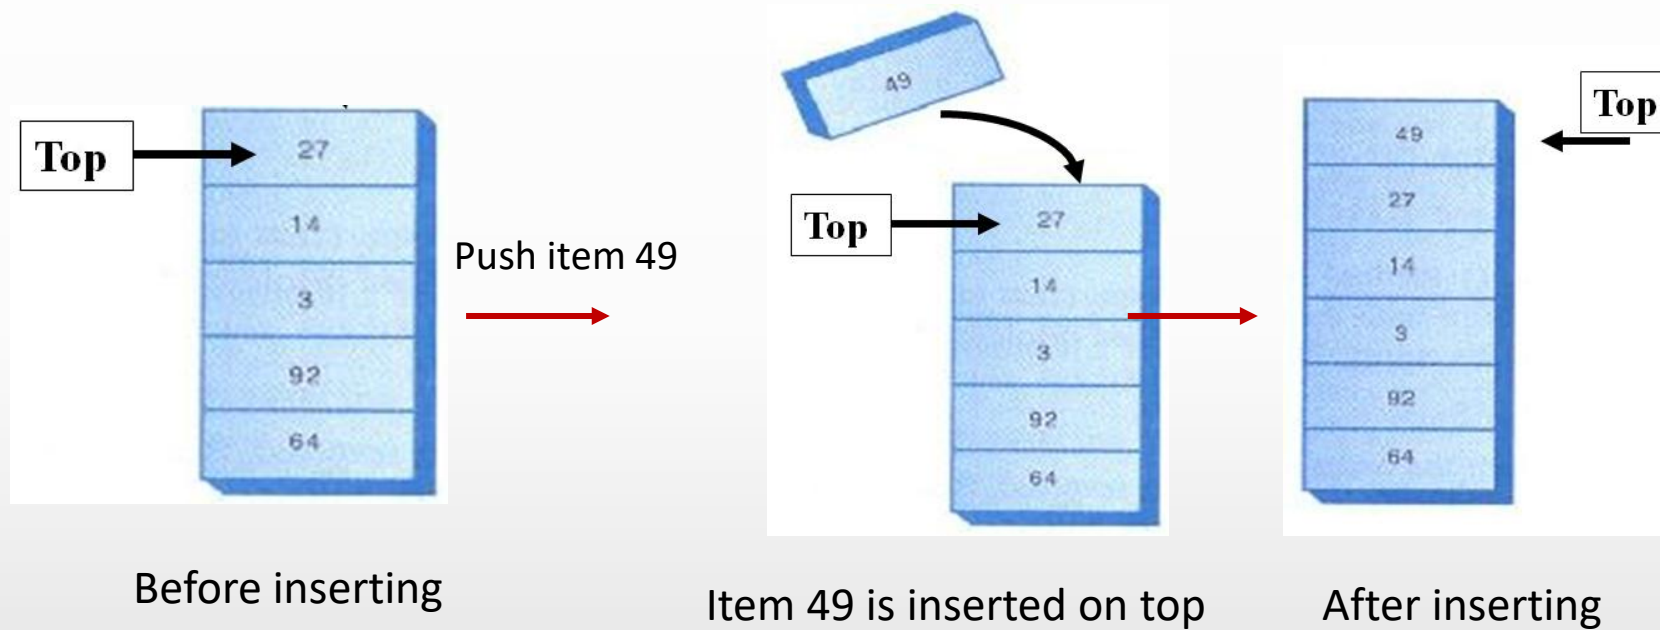 Top
27
14
3
92
64
Before inserting
Push item 49
49
Top
27
14
3
92
64
Item 49 is inserted on top
Top
49
27
14
3
92
64
After inserting